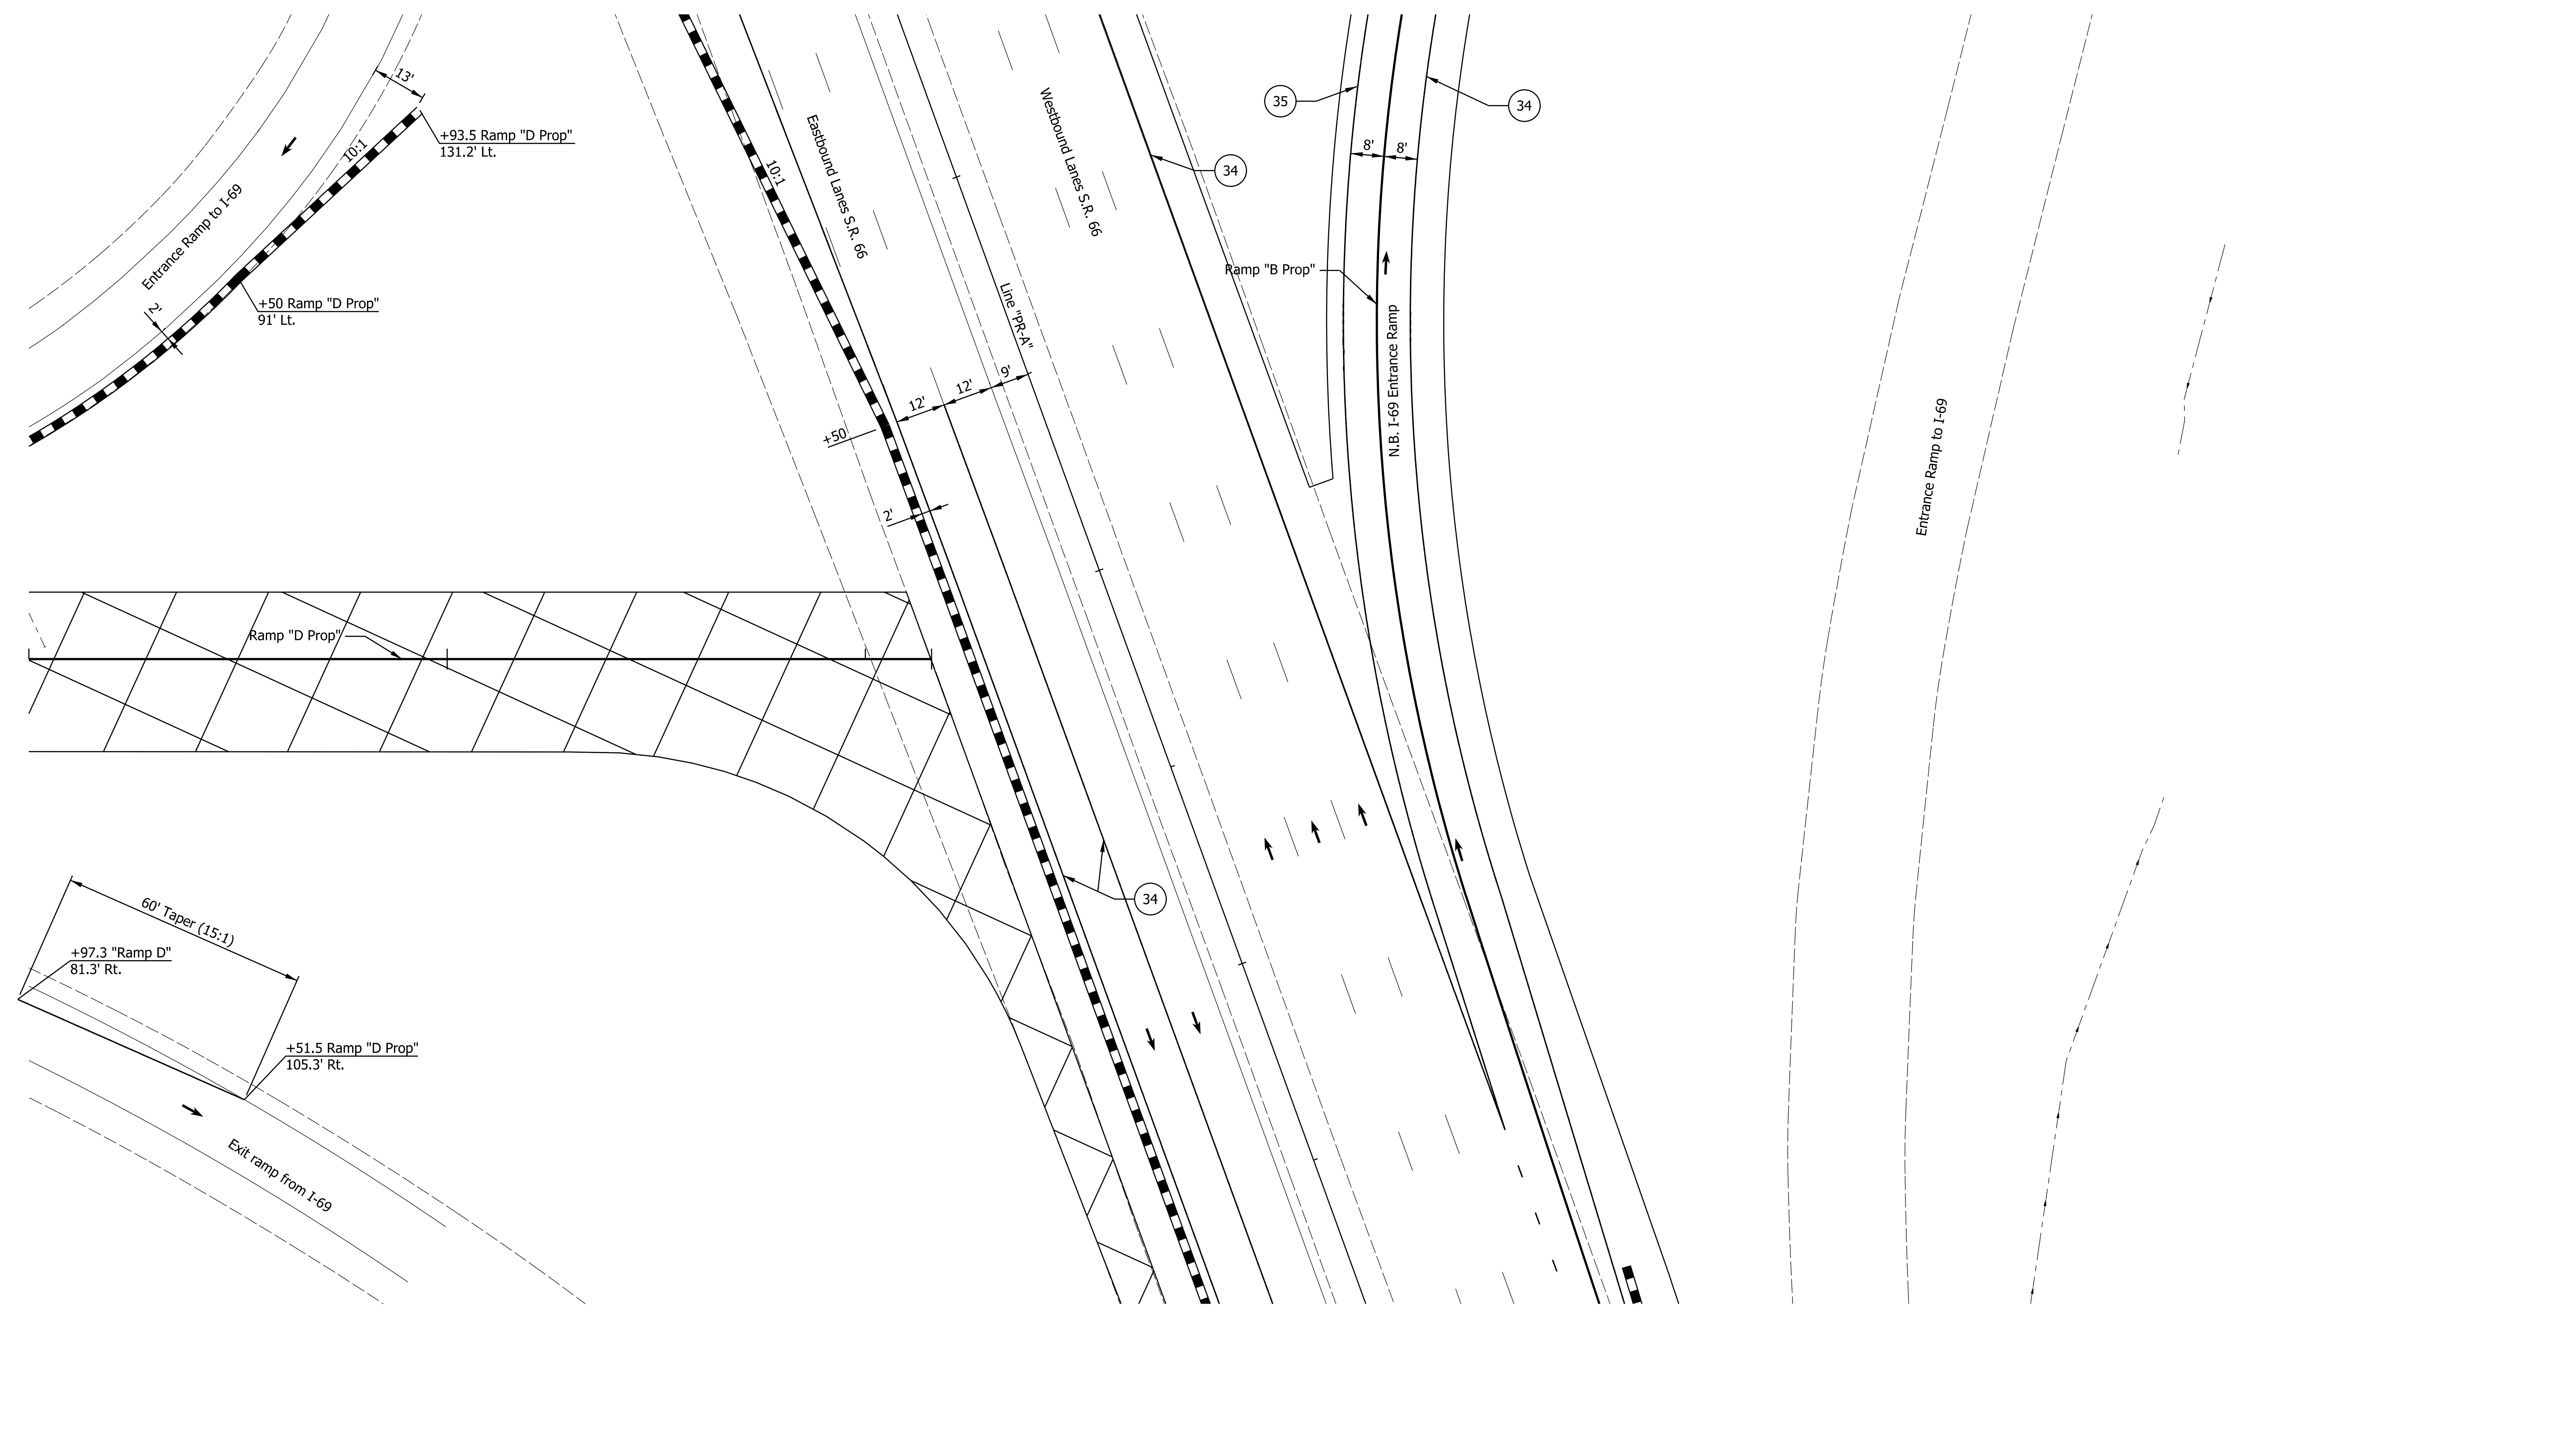 13'
+93.5 Ramp "D Prop"
131.2' Lt.
10:1
Entrance Ramp to I-69
+50 Ramp "D Prop"
91' Lt.
2'
10:1
Eastbound Lanes S.R. 66
Westbound Lanes S.R. 66
34
35
34
8'
8'
Ramp "B Prop"
N.B. I-69 Entrance Ramp
Line "PR-A"
12'
12'
9'
+50
2'
Entrance Ramp to I-69
Ramp "D Prop"
34
60' Taper (15:1)
+97.3 "Ramp D"
81.3' Rt.
+51.5 Ramp "D Prop"
105.3' Rt.
Exit ramp from I-69